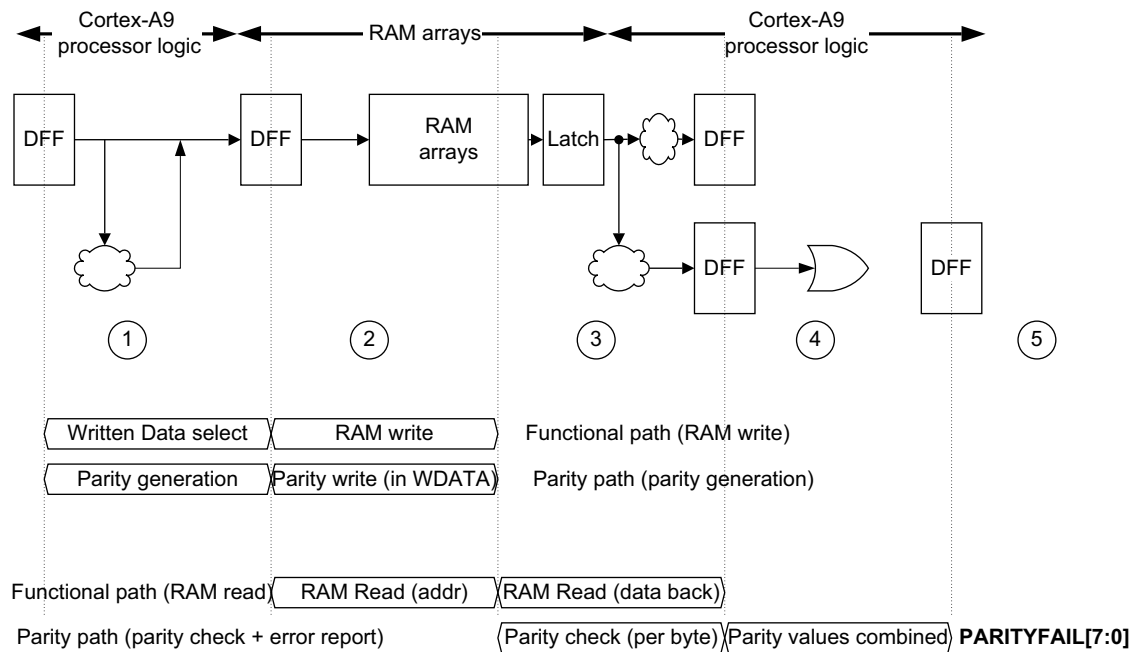 Cortex-A9
processor logic
RAM arrays
Cortex-A9
processor logic
DFF
DFF
RAM
arrays
Latch
DFF
DFF
DFF
1
2
3
4
5
Written Data select
RAM write
Functional path (RAM write)
Parity generation
Parity write (in WDATA)
Parity path (parity generation)
Functional path (RAM read)
RAM Read (addr)
RAM Read (data back)
Parity path (parity check + error report)
Parity check (per byte)
Parity values combined
PARITYFAIL[7:0]